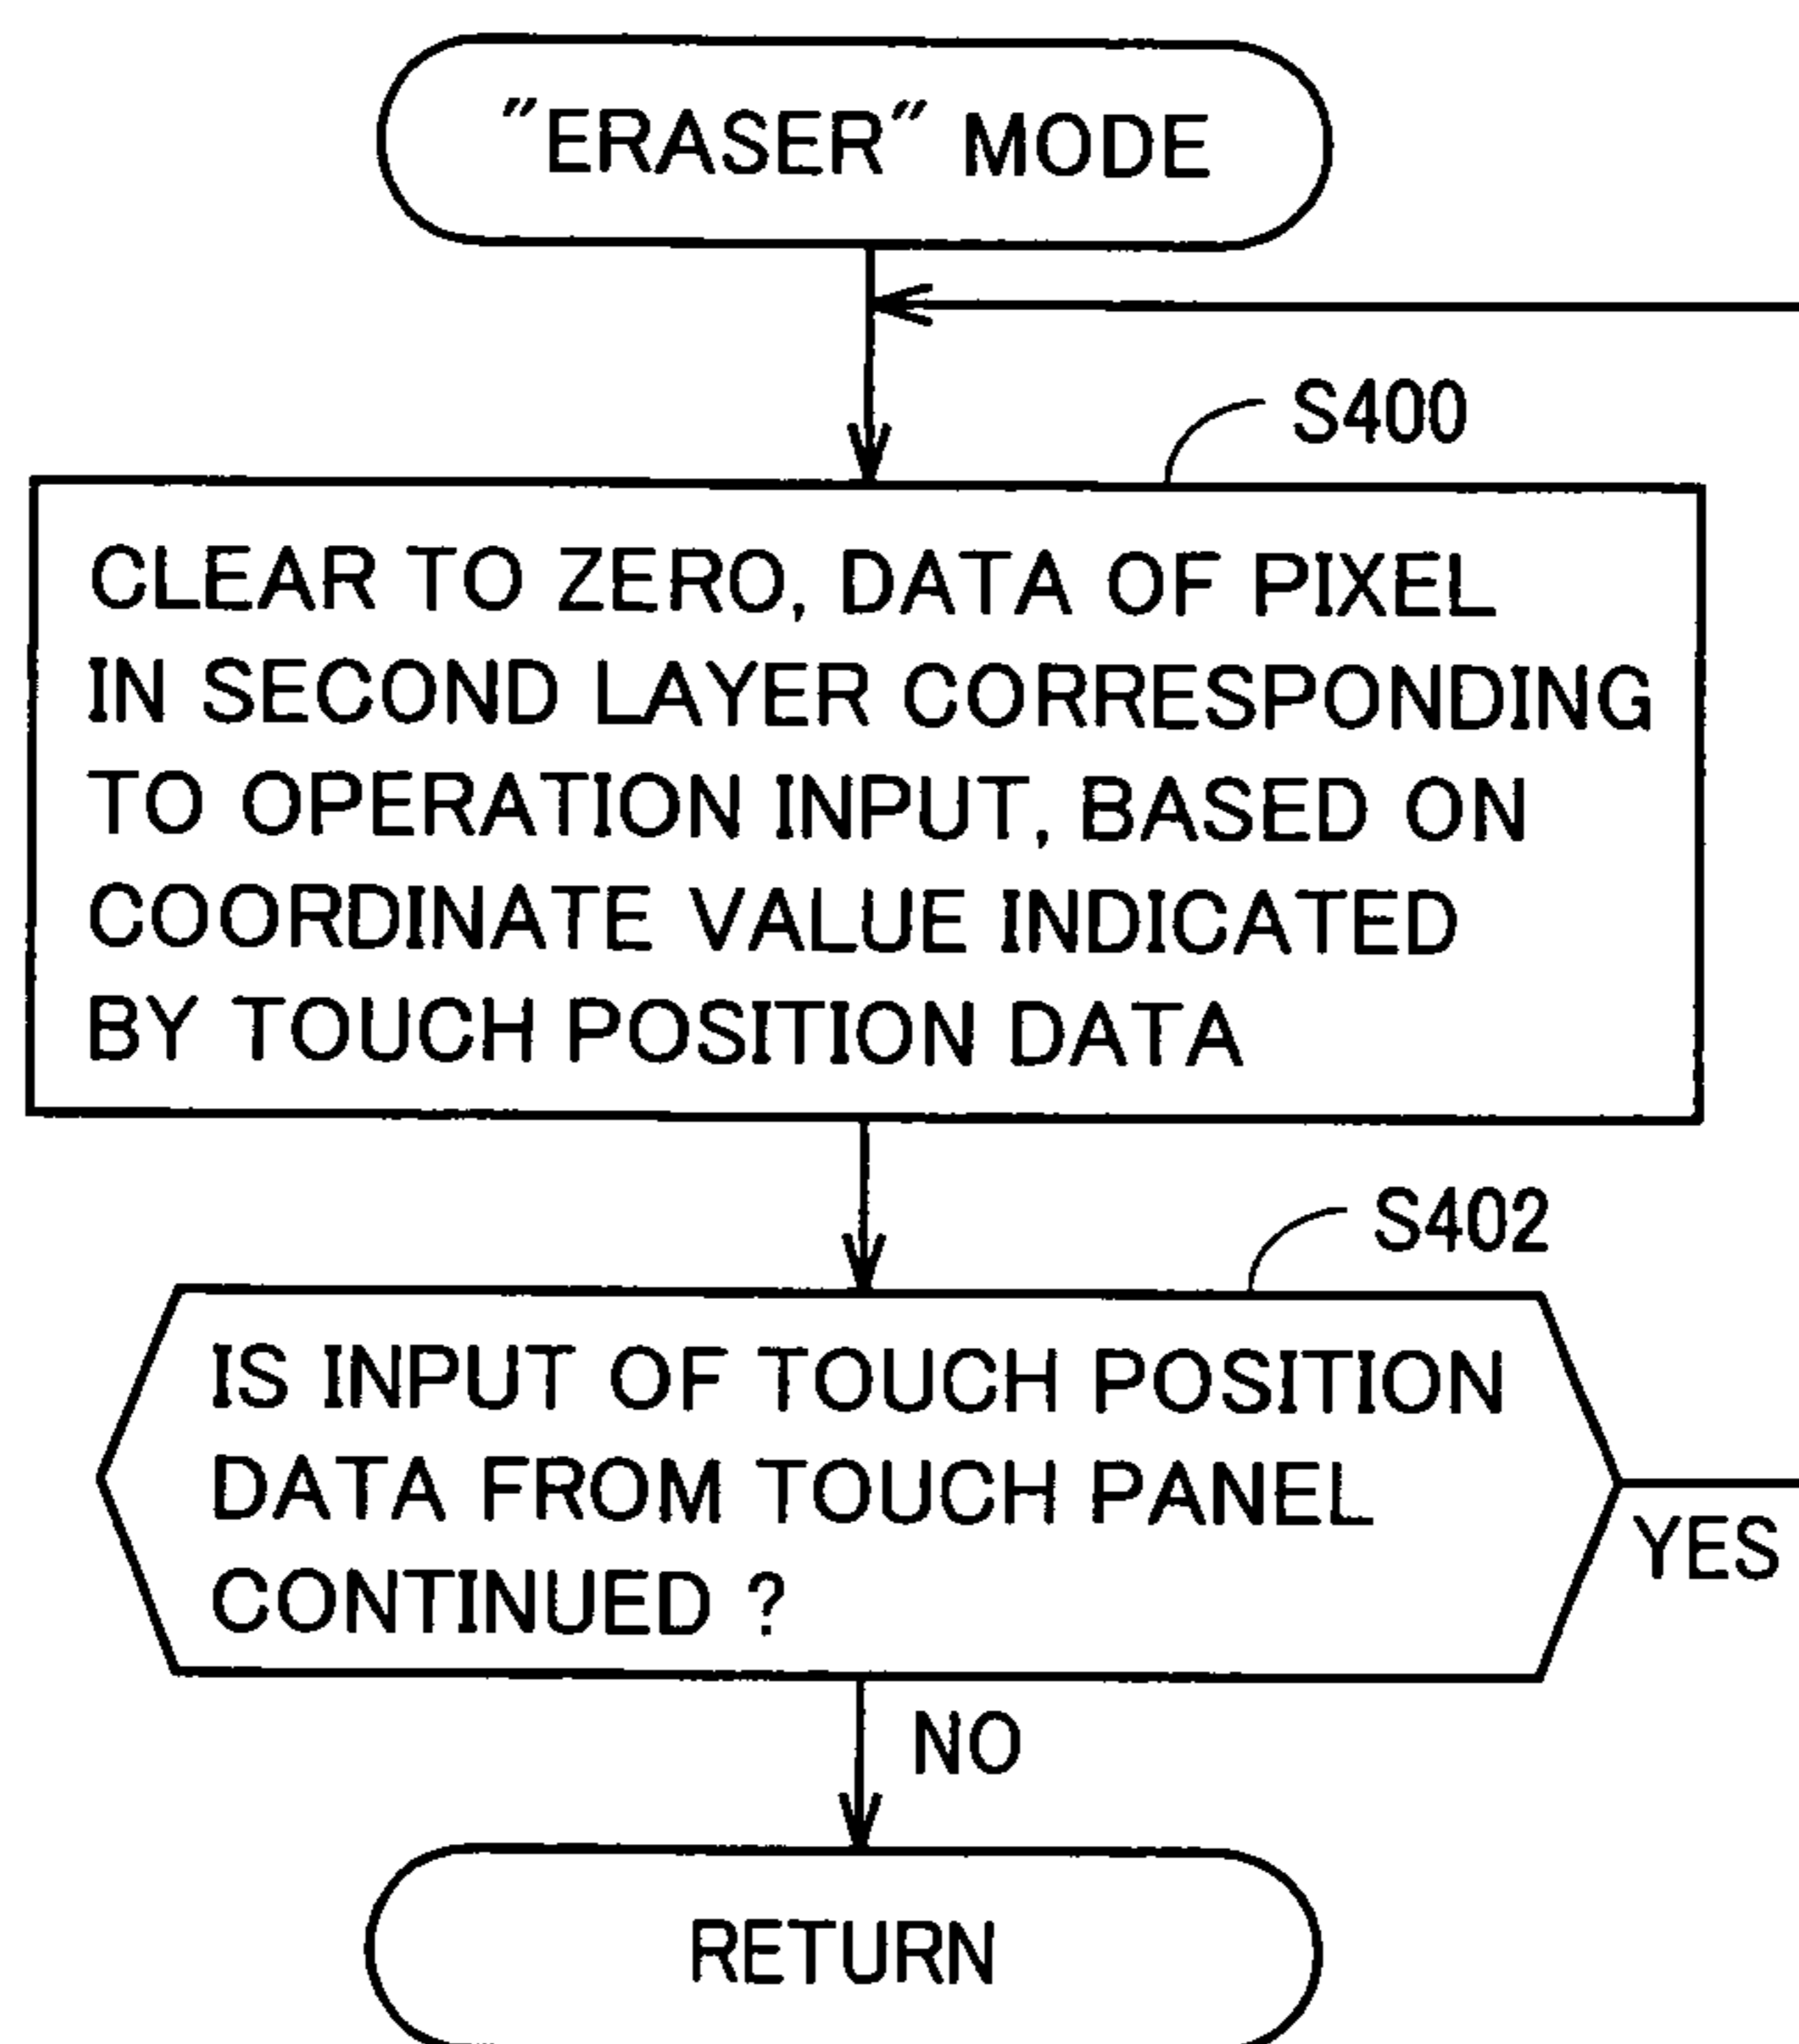 "ERASER" MODE
S400
CLEAR TO ZERO, DATA OF PIXEL
IN SECOND LAYER CORRESPONDING
TO OPERATION INPUT, BASED ON
COORDINATE VALUE INDICATED
BY TOUCH POSITION DATA
S402
IS INPUT OF TOUCH POSITION
DATA FROM TOUCH PANEL
CONTINUED ?
YES
NO
RETURN